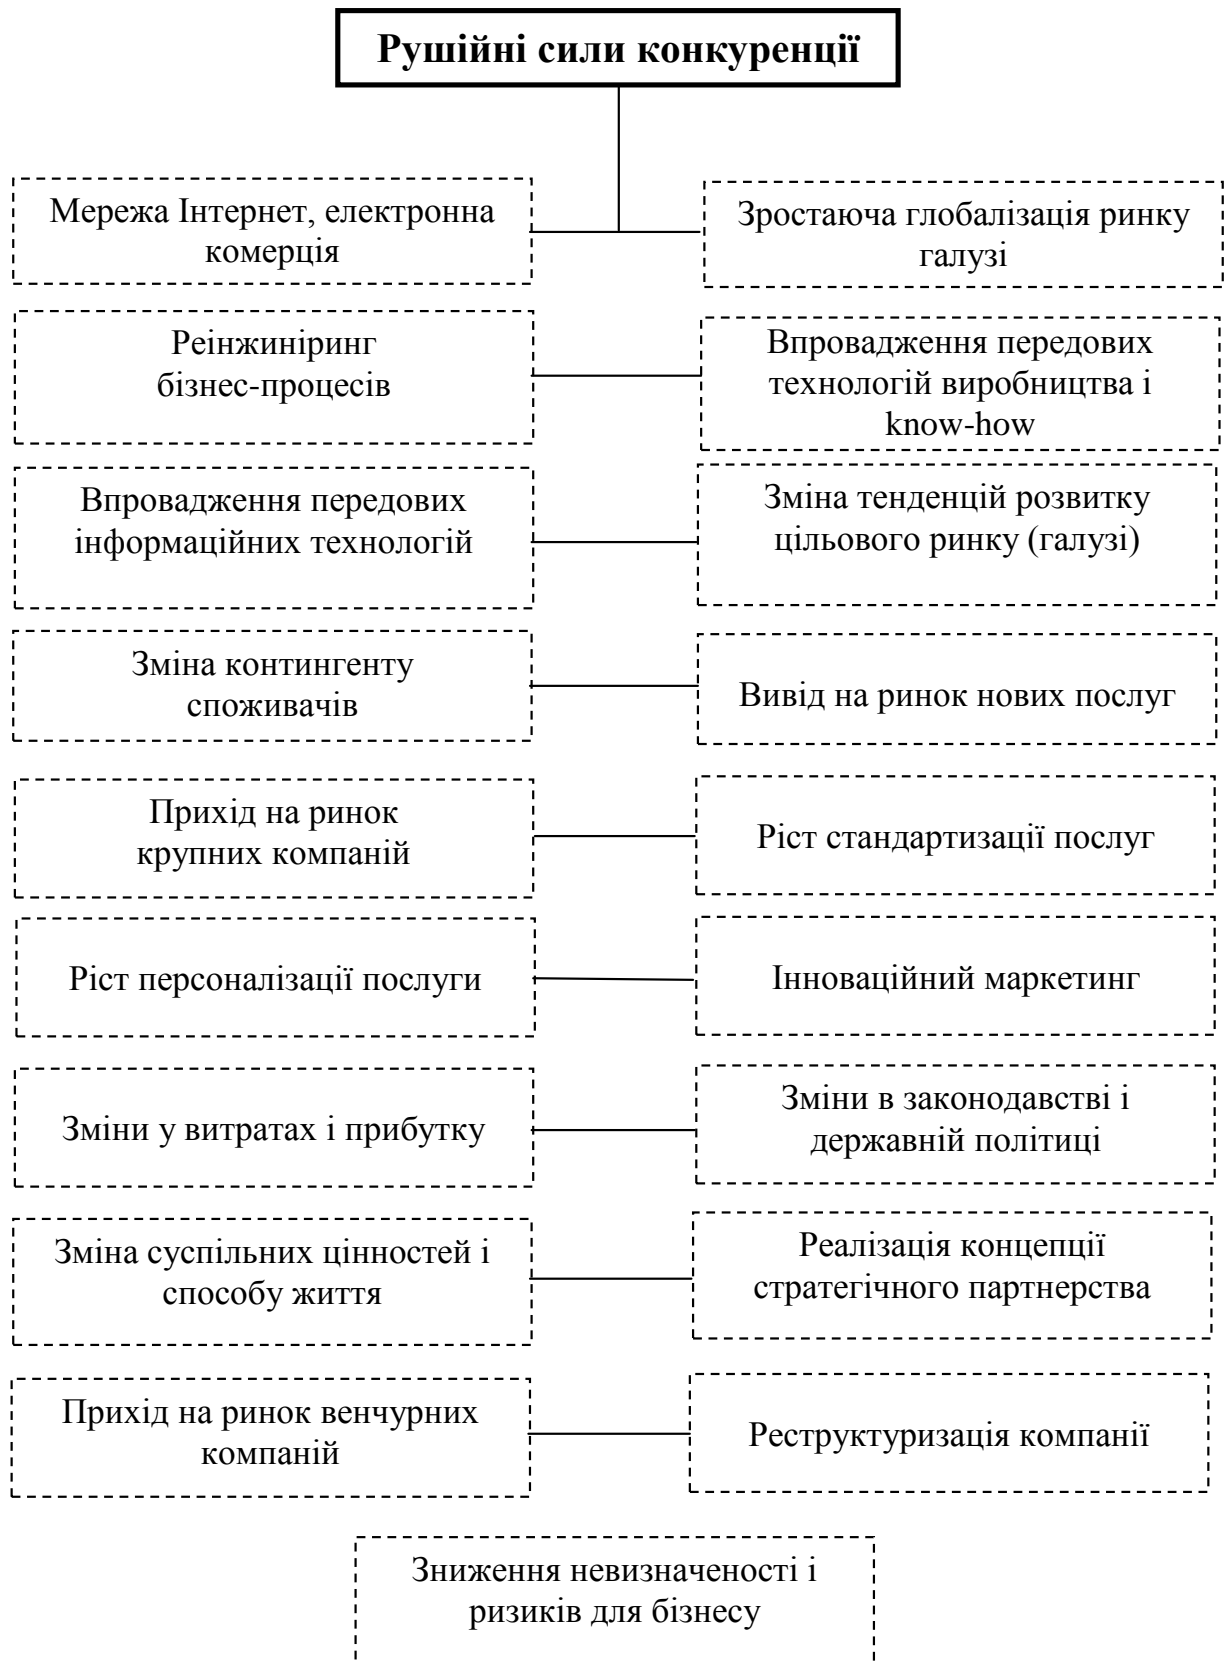 Рушійні сили конкуренції
Мережа Інтернет, електронна
комерція
Зростаюча глобалізація ринку
галузі
Реінжиніринг
бізнес-процесів
Впровадження передових
технологій виробництва і
know-how
Впровадження передових
інформаційних технологій
Зміна тенденцій розвитку
цільового ринку (галузі)
Зміна контингенту
споживачів
Вивід на ринок нових послуг
Прихід на ринок
крупних компаній
Ріст стандартизації послуг
Ріст персоналізації послуги
Інноваційний маркетинг
Зміни у витратах і прибутку
Зміни в законодавстві і
державній політиці
Зміна суспільних цінностей і
способу життя
Реалізація концепції
стратегічного партнерства
Прихід на ринок венчурних
компаній
Реструктуризація компанії
Зниження невизначеності і
ризиків для бізнесу